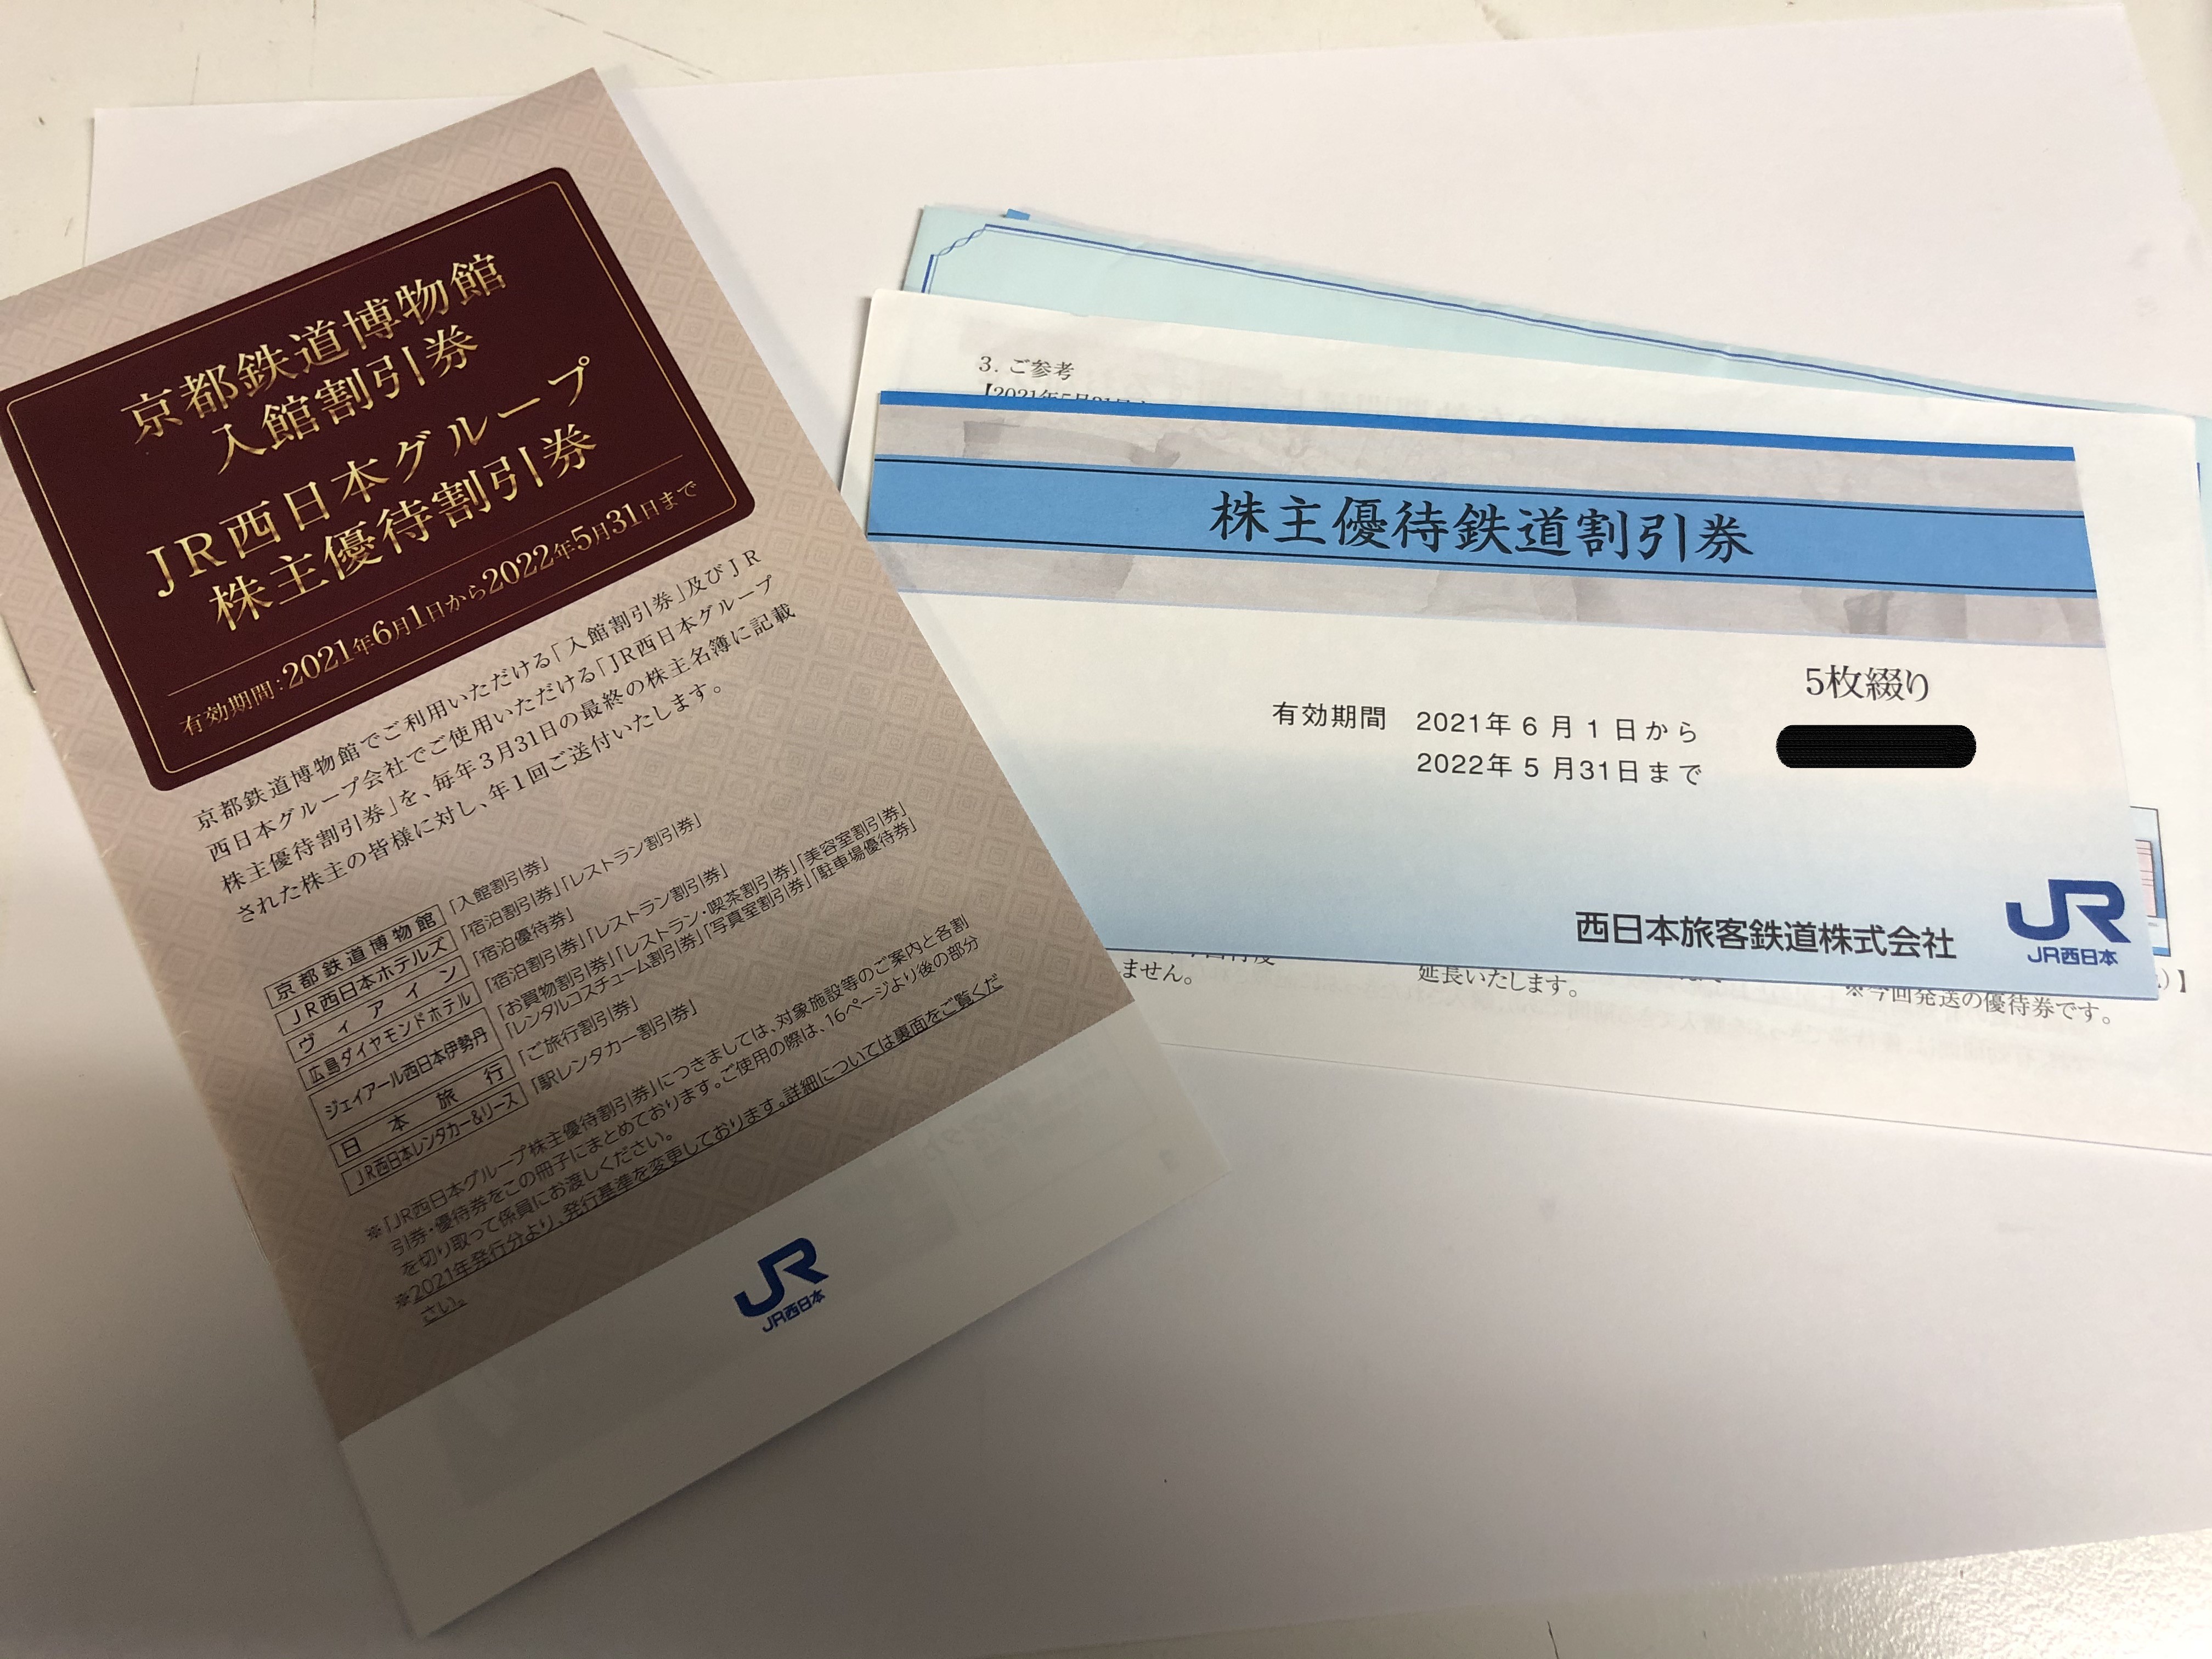 京都鉄道博物館
入館割引券
JR西日本グループ
株主優待割引券
有効期間：2021年6月1日から2022年5月31日まで
京都鉄道博物館でご利用いただける「入館割引券」及びJR
西日本グループ会社でご使用いただける「JR西日本グループ
株主優待割引券」を、毎年3月31日の最終の株主名簿に記載
された株主の皆様に対し、年1回ご送付いたします。
京都鉄道博物館 「入館割引券」
JR西日本ホテルズ 「宿泊割引券」「レストラン割引券」
ヴィアイン 「宿泊優待券」
広島ダイヤモンドホテル 「宿泊割引券」「レストラン割引券」
ジェイアール西日本伊勢丹 「お買物割引券」「レストラン・喫茶割引券」「美容室割引券」
「レンタルコスチューム割引券」「写真室割引券」「駐車場優待券」
日本旅行 「ご旅行割引券」
JR西日本レンタカー&リース 「駅レンタカー割引券」
※「JR西日本グループ株主優待割引券」につきましては、対象施設等のご案内と各割
引券・優待券をこの冊子にまとめております。ご使用の際は、16ページより後の部分
を切り取って係員にお渡しください。
※2021年発行分より、発行基準を変更しております。詳細については裏面をご覧くだ
さい。
JR西日本
3. ご参考
【2021年5月31日
株主優待鉄道割引券
5枚綴り
有効期間 2021年6月1日から
2022年5月31日まで
西日本旅客鉄道株式会社
JR西日本
ません。
延長いたします。
※今回発送の優待券です。